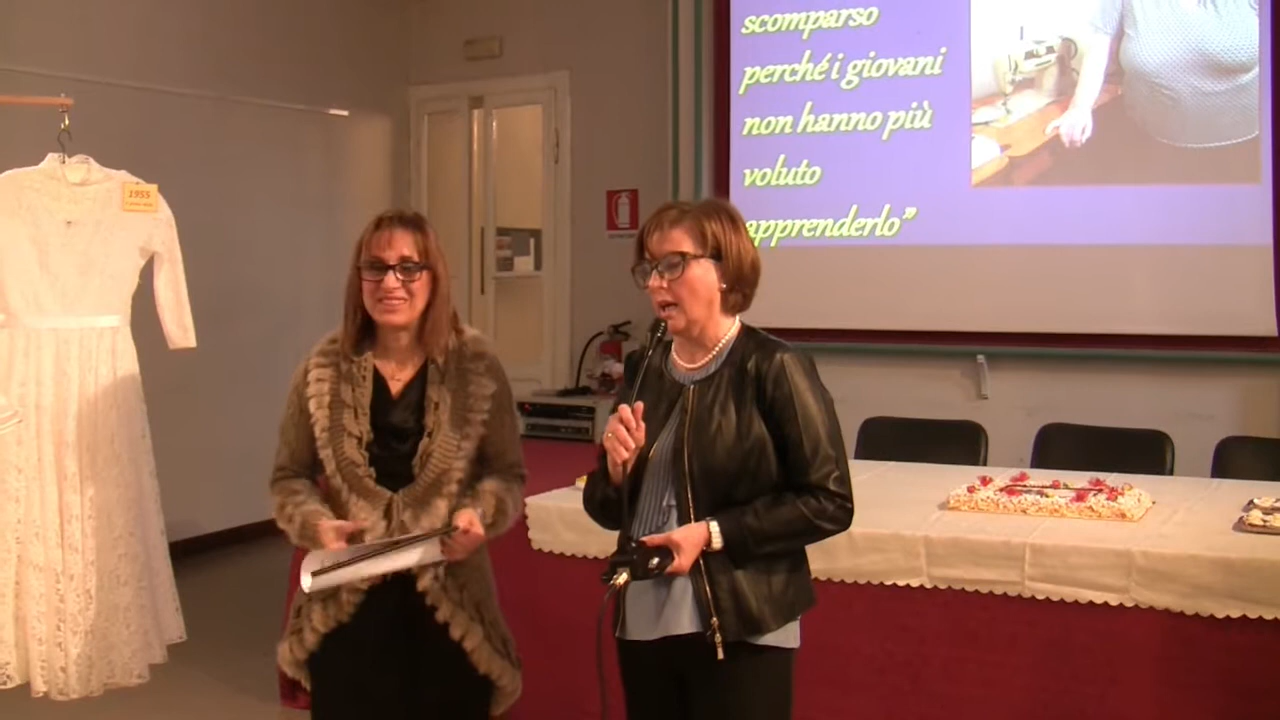 1955
scomparso
perché i giovani
non hanno più
voluto
apprenderlo”